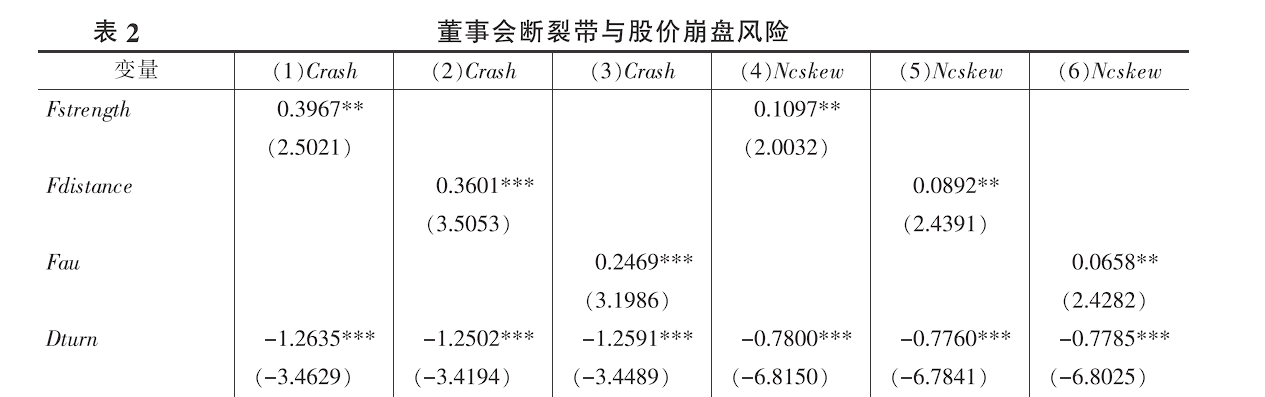 表 2 董事会断裂带与股价崩盘风险
变量 (1)Crash (2)Crash (3)Crash (4)Ncskew (5)Ncskew (6)Ncskew
Fstrength 0.3967** 0.1097**
(2.5021) (2.0032)
Fdistance 0.3601*** 0.0892**
(3.5053) (2.4391)
Fau 0.2469*** 0.0658**
(3.1986) (2.4282)
Dturn -1.2635*** -1.2502*** -1.2591*** -0.7800*** -0.7760*** -0.7785***
(-3.4629) (-3.4194) (-3.4489) (-6.8150) (-6.7841) (-6.8025)